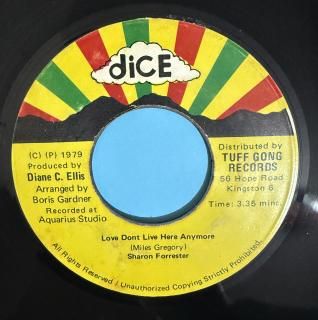 diCE
(C) (P) 1979
Produced by
Diane C. Ellis
Arranged by
Boris Gardner
Recorded at
Aquarius Studio
Distributed by
TUFF GONG
RECORDS
56 Hope Road
Kingston 6
Time: 3.35 mins.
Love Dont Live Here Anymore
(Miles Gregory)
Sharon Forrester
All Rights Reserved / Unauthorized Copying Strictly Prohibited.